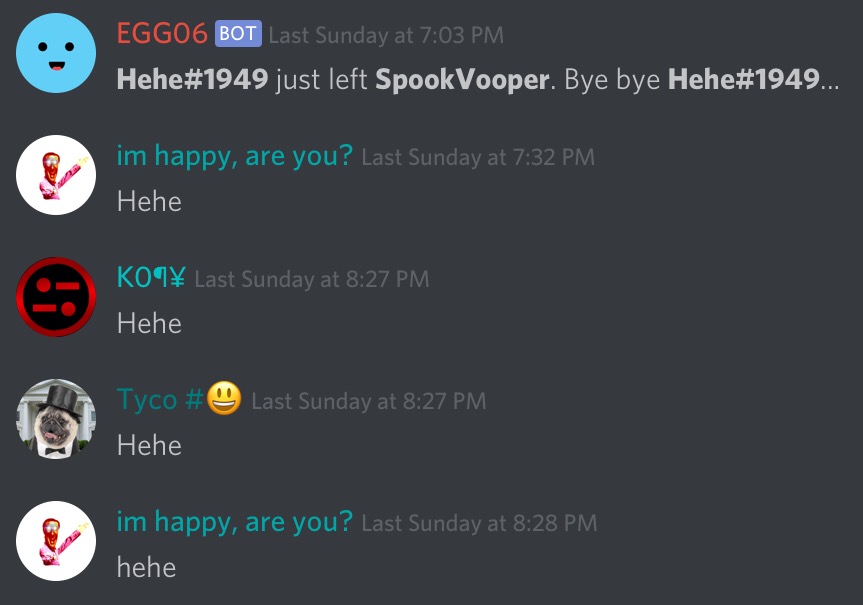 EGG06 BOT Last Sunday at 7:03 PM
Hehe#1949 just left SpookVooper. Bye bye Hehe#1949...
im happy, are you? Last Sunday at 7:32 PM
Hehe
KO¶¥ Last Sunday at 8:27 PM
Hehe
Tyco #😃 Last Sunday at 8:27 PM
Hehe
im happy, are you? Last Sunday at 8:28 PM
hehe